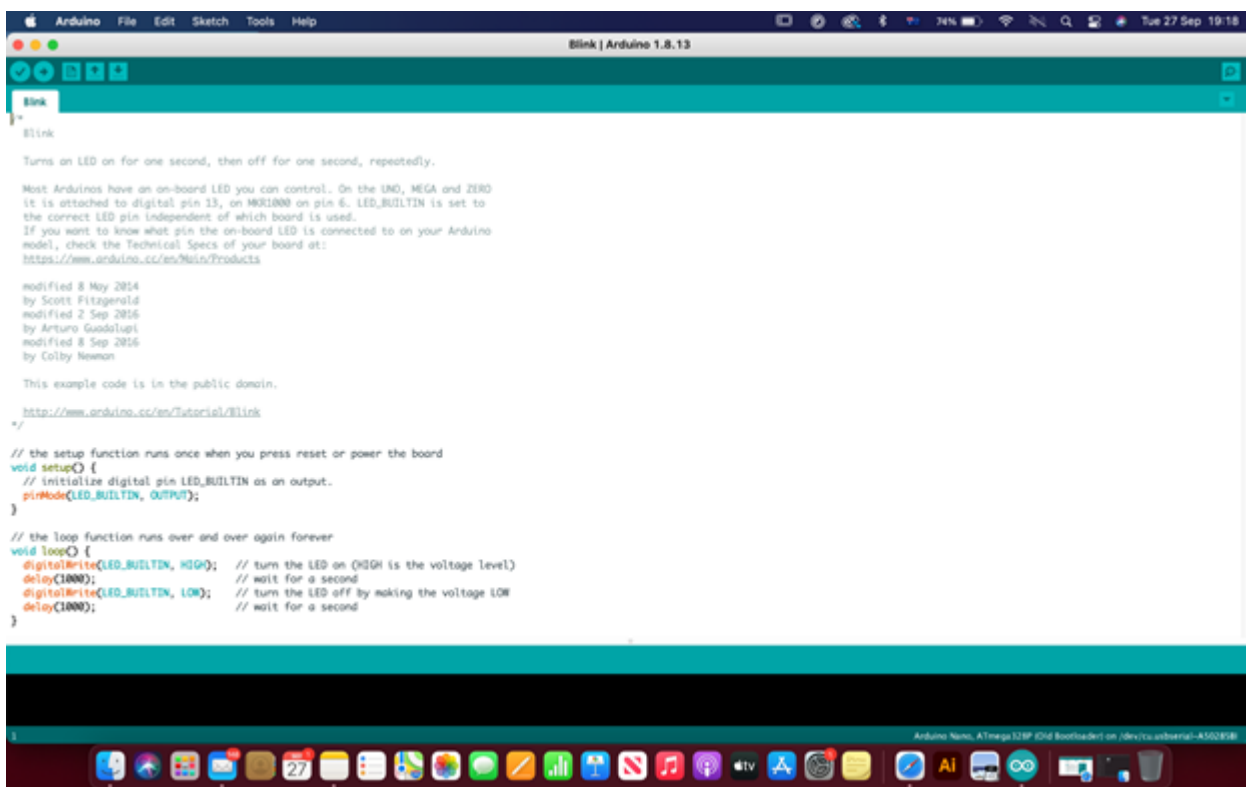 Arduino File Edit Sketch Tools Help 74% Tue 27 Sep 19:18
Blink | Arduino 1.8.13
Blink
/*
Blink
Turns an LED on for one second, then off for one second, repeatedly.
Most Arduinos have an on-board LED you can control. On the UNO, MEGA and ZERO
it is attached to digital pin 13, on MKR1000 on pin 6. LED_BUILTIN is set to
the correct LED pin independent of which board is used.
If you want to know what pin the on-board LED is connected to on your Arduino
model, check the Technical Specs of your board at:
https://www.arduino.cc/en/Main/Products
modified 8 May 2014
by Scott Fitzgerald
modified 2 Sep 2016
by Arturo Guadalupi
modified 8 Sep 2016
by Colby Newman
This example code is in the public domain.
http://www.arduino.cc/en/Tutorial/Blink
*/
// the setup function runs once when you press reset or power the board
void setup() {
// initialize digital pin LED_BUILTIN as an output.
pinMode(LED_BUILTIN, OUTPUT);
}
// the loop function runs over and over again forever
void loop() {
digitalWrite(LED_BUILTIN, HIGH); // turn the LED on (HIGH is the voltage level)
delay(1000); // wait for a second
digitalWrite(LED_BUILTIN, LOW); // turn the LED off by making the voltage LOW
delay(1000); // wait for a second
}
1 Arduino Nano, ATmega328P (Old Bootloader) on
27 tv Ai